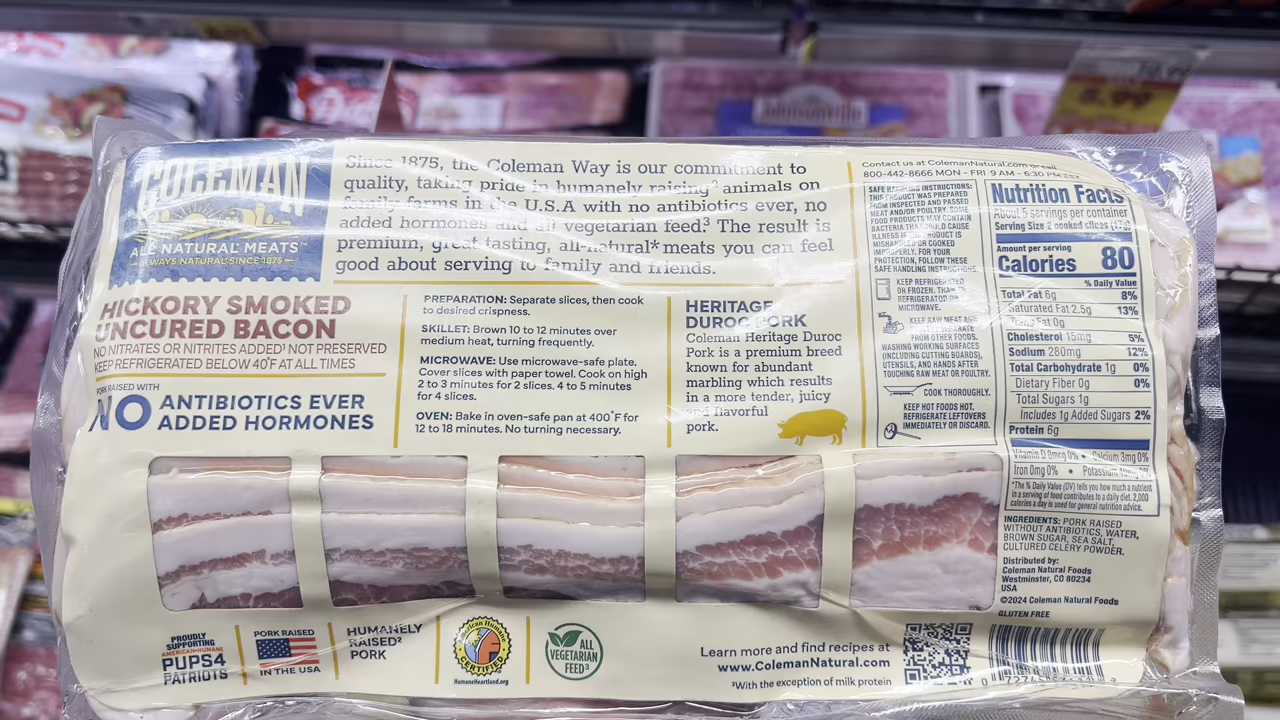 COLEMAN
ALL NATURAL MEATS™
ALWAYS NATURAL SINCE 1875
Since 1875, the Coleman Way is our commitment to
quality, taking pride in humanely raising² animals on
family farms in the U.S.A with no antibiotics ever, no
added hormones and all vegetarian feed.³ The result is
premium, great tasting, all-natural* meats you can feel
good about serving to family and friends.
HICKORY SMOKED
UNCURED BACON
NO NITRATES OR NITRITES ADDED¹ NOT PRESERVED
KEEP REFRIGERATED BELOW 40°F AT ALL TIMES
PORK RAISED WITH
NO ANTIBIOTICS EVER
ADDED HORMONES
PREPARATION: Separate slices, then cook
to desired crispness.
SKILLET: Brown 10 to 12 minutes over
medium heat, turning frequently.
MICROWAVE: Use microwave-safe plate,
Cover slices with paper towel. Cook on high
2 to 3 minutes for 2 slices. 4 to 5 minutes
for 4 slices.
OVEN: Bake in oven-safe pan at 400°F for
12 to 18 minutes. No turning necessary.
HERITAGE
DUROC PORK
Coleman Heritage Duroc
Pork is a premium breed
known for abundant
marbling which results
in a more tender, juicy
and flavorful
pork.
Contact us at ColemanNatural.com or call
800-442-8666 MON - FRI 9 AM - 6:30 PM EST
SAFE HANDLING INSTRUCTIONS:
THIS PRODUCT WAS PREPARED
FROM INSPECTED AND PASSED
MEAT AND/OR POULTRY. SOME
FOOD PRODUCTS MAY CONTAIN
BACTERIA THAT COULD CAUSE
ILLNESS IF THE PRODUCT IS
MISHANDLED OR COOKED
IMPROPERLY. FOR YOUR
PROTECTION, FOLLOW THESE
SAFE HANDLING INSTRUCTIONS.
KEEP REFRIGERATED
OR FROZEN. THAW IN
REFRIGERATOR OR
MICROWAVE.
KEEP RAW MEAT AND
SEPARATE
FROM OTHER FOODS.
WASHING WORKING SURFACES
(INCLUDING CUTTING BOARDS),
UTENSILS, AND HANDS AFTER
TOUCHING RAW MEAT OR POULTRY.
COOK THOROUGHLY.
KEEP HOT FOODS HOT.
REFRIGERATE LEFTOVERS
IMMEDIATELY OR DISCARD.
Nutrition Facts
About 5 servings per container
Serving Size 2 cooked slices (17g)
Amount per serving
Calories 80
% Daily Value
Total Fat 6g 8%
Saturated Fat 2.5g 13%
Trans Fat 0g
Cholesterol 15mg 5%
Sodium 280mg 12%
Total Carbohydrate 1g 0%
Dietary Fiber 0g 0%
Total Sugars 1g
Includes 1g Added Sugars 2%
Protein 6g
Vitamin D 0mcg 0% • Calcium 3mg 0%
Iron 0mg 0% • Potassium 0%
*The % Daily Value (DV) tells you how much a nutrient
in a serving of food contributes to a daily diet. 2,000
calories a day is used for general nutrition advice.
INGREDIENTS: PORK RAISED
WITHOUT ANTIBIOTICS, WATER,
BROWN SUGAR, SEA SALT,
CULTURED CELERY POWDER.
Distributed by:
Coleman Natural Foods
Westminster, CO 80234
USA
©2024 Coleman Natural Foods
GLUTEN FREE
PROUDLY
SUPPORTING
AMERICAN HUMANE
PUPS4
PATRIOTS
PORK RAISED
IN THE USA
HUMANELY
RAISED²
PORK
American Humane
CERTIFIED
HumaneHeartland.org
ALL
VEGETARIAN
FEED³
Learn more and find recipes at
www.ColemanNatural.com
³With the exception of milk protein
Johnsonville